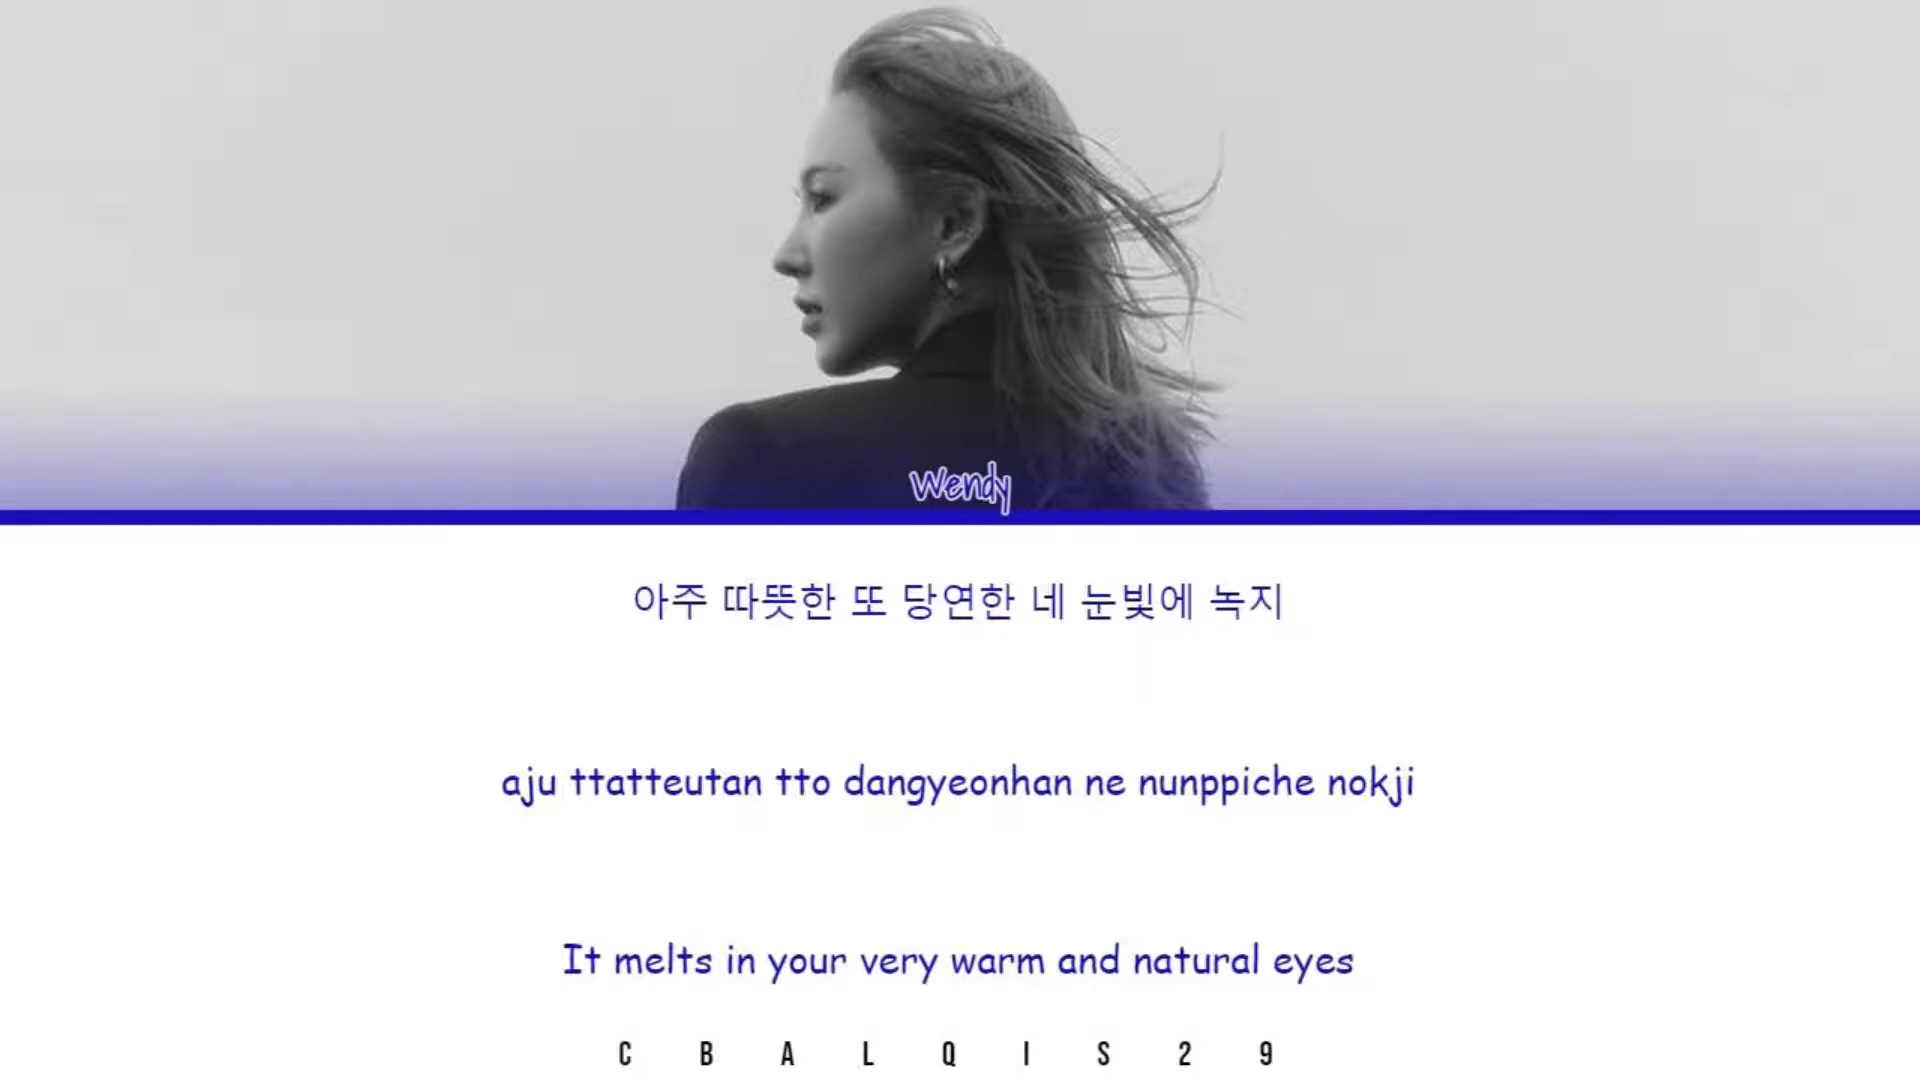 Wendy
아주 따뜻한 또 당연한 네 눈빛에 녹지
aju ttatteutan tto dangyeonhan ne nunppiche nokji
It melts in your very warm and natural eyes
C B A L Q I S 2 9